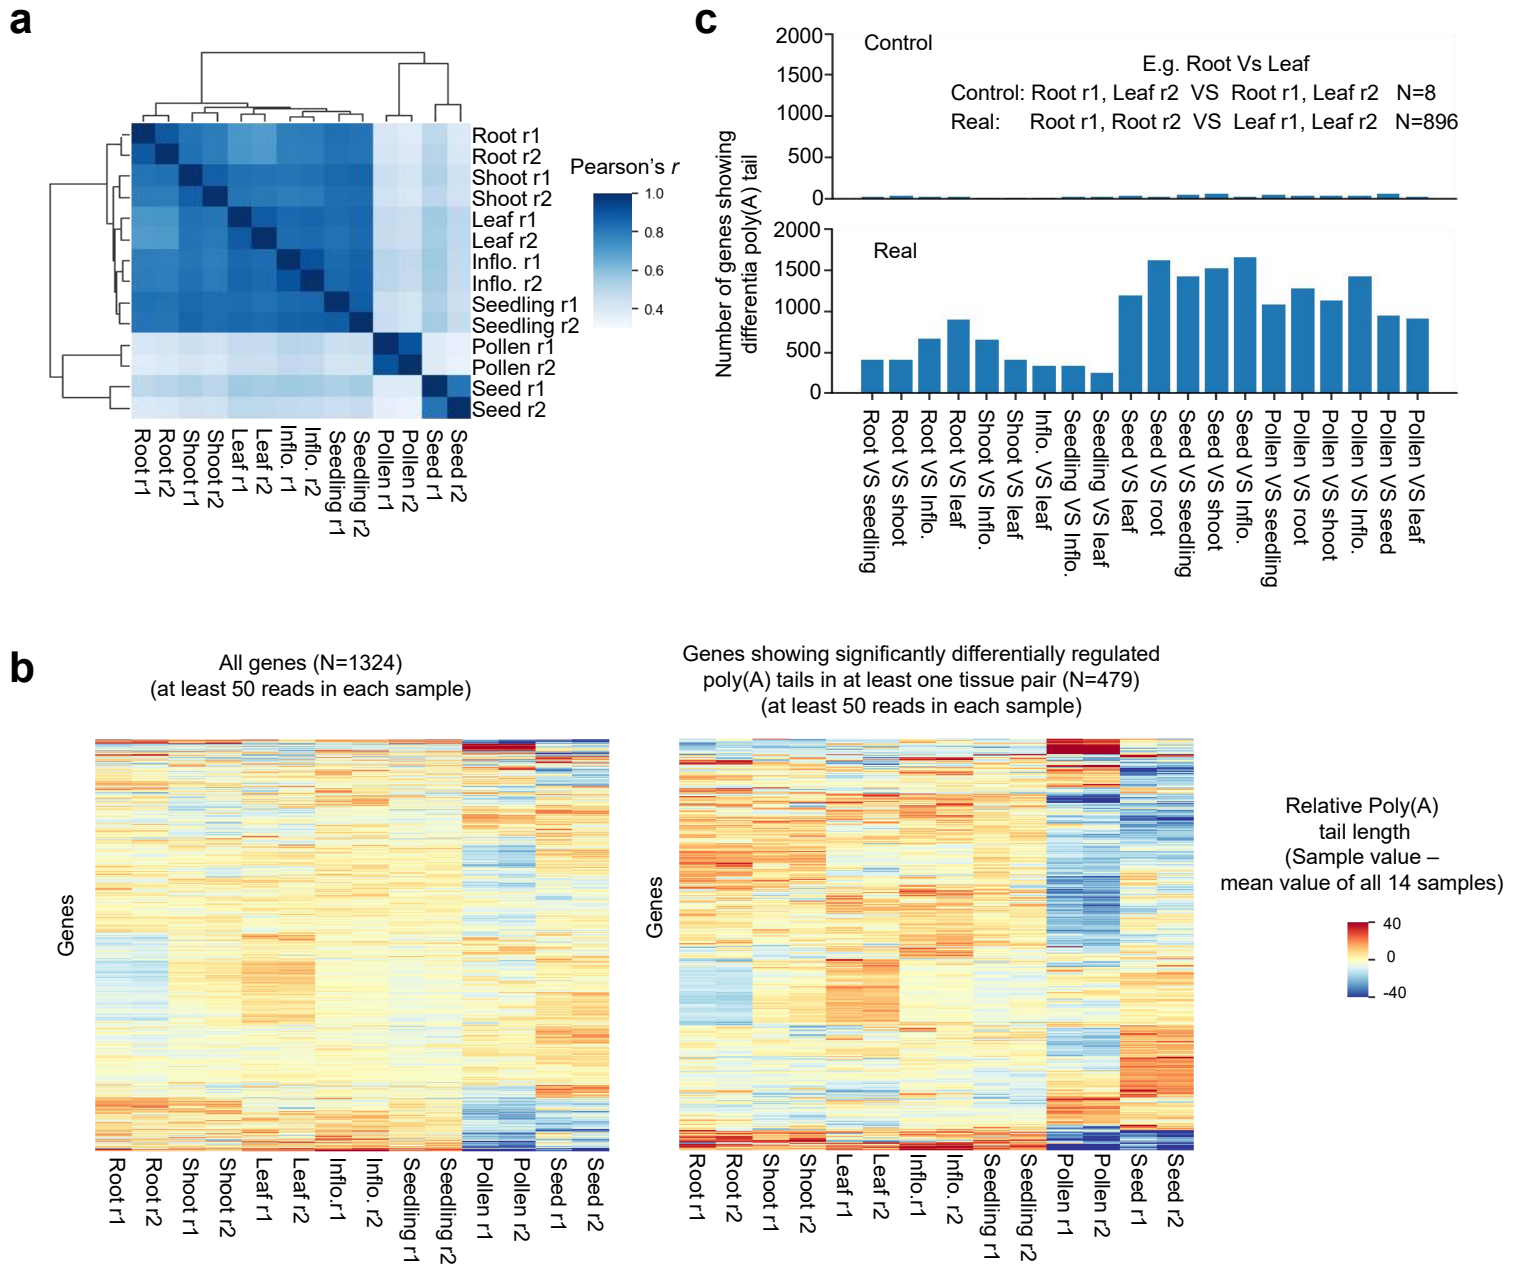 a
Root r1
Root r2
Shoot r1
Shoot r2
Leaf r1
Leaf r2
Inflo. r1
Inflo. r2
Seedling r1
Seedling r2
Pollen r1
Pollen r2
Seed r1
Seed r2
Pearson's r
1.0
0.8
0.6
0.4
Root r1
Root r2
Shoot r1
Shoot r2
Leaf r1
Leaf r2
Inflo. r1
Inflo. r2
Seedling r1
Seedling r2
Pollen r1
Pollen r2
Seed r1
Seed r2
c
Number of genes showing
differentia poly(A) tail
2000
1500
1000
500
0
Control
E.g. Root Vs Leaf
Control: Root r1, Leaf r2 VS Root r1, Leaf r2 N=8
Real: Root r1, Root r2 VS Leaf r1, Leaf r2 N=896
2000
1500
1000
500
0
Real
Root VS seedling
Root VS shoot
Root VS Inflo.
Root VS leaf
Shoot VS Inflo.
Shoot VS leaf
Inflo. VS leaf
Seedling VS Inflo.
Seedling VS leaf
Seed VS leaf
Seed VS root
Seed VS seedling
Seed VS shoot
Seed VS Inflo.
Pollen VS seedling
Pollen VS root
Pollen VS shoot
Pollen VS Inflo.
Pollen VS seed
Pollen VS leaf
b
All genes (N=1324)
(at least 50 reads in each sample)
Genes
Root r1
Root r2
Shoot r1
Shoot r2
Leaf r1
Leaf r2
Inflo.r1
Inflo. r2
Seedling r1
Seedling r2
Pollen r1
Pollen r2
Seed r1
Seed r2
Genes showing significantly differentially regulated
poly(A) tails in at least one tissue pair (N=479)
(at least 50 reads in each sample)
Genes
Root r1
Root r2
Shoot r1
Shoot r2
Leaf r1
Leaf r2
Inflo.r1
Inflo. r2
Seedling r1
Seedling r2
Pollen r1
Pollen r2
Seed r1
Seed r2
Relative Poly(A)
tail length
(Sample value –
mean value of all 14 samples)
40
0
-40